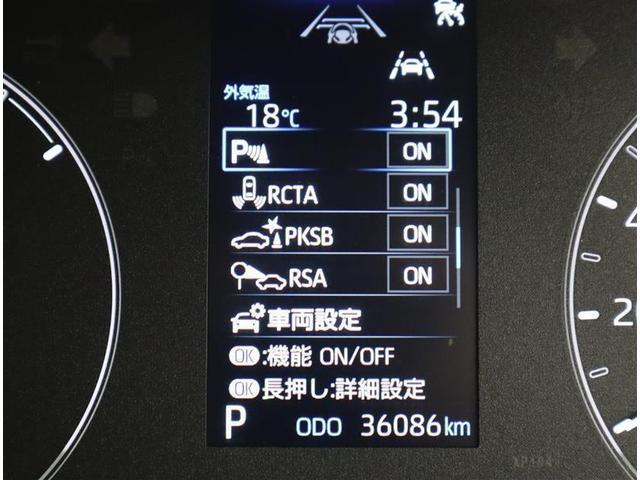 外気温
18℃ 3:54
P ON
RCTA ON
PKSB ON
RSA ON
車両設定
OK:機能 ON/OFF
OK長押し:詳細設定
P ODO 36086km